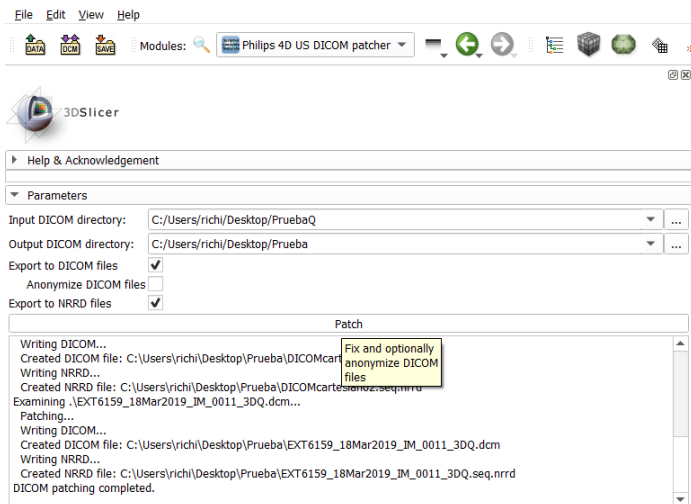 File Edit View Help
DATA DCM SAVE Modules: Philips 4D US DICOM patcher
3DSlicer
Help & Acknowledgement
Parameters
Input DICOM directory: C:/Users/richi/Desktop/PruebaQ ...
Output DICOM directory: C:/Users/richi/Desktop/Prueba ...
Export to DICOM files
Anonymize DICOM files
Export to NRRD files
Patch
Writing DICOM...
Created DICOM file: C:\Users\richi\Desktop\Prueba\DICOMcart
Writing NRRD...
Created NRRD file: C:\Users\richi\Desktop\Prueba\DICOMcartesiano2.seq.nrrd
Fix and optionally
anonymize DICOM
files
Examining .\EXT6159_18Mar2019_IM_0011_3DQ.dcm...
Patching...
Writing DICOM...
Created DICOM file: C:\Users\richi\Desktop\Prueba\EXT6159_18Mar2019_IM_0011_3DQ.dcm
Writing NRRD...
Created NRRD file: C:\Users\richi\Desktop\Prueba\EXT6159_18Mar2019_IM_0011_3DQ.seq.nrrd
DICOM patching completed.